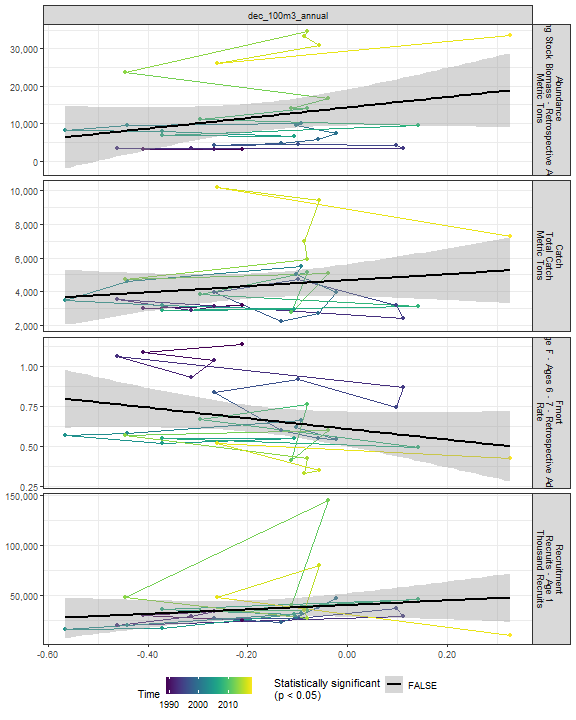 dec_100m3_annual
30,000
20,000
10,000
0
Abundance
ng Stock Biomass - Retrospective A
Metric Tons
10,000
8,000
6,000
4,000
2,000
Catch
Total Catch
Metric Tons
1.00
0.75
0.50
0.25
Fmort
ge F - Ages 6 - 7 - Retrospective Ad
Rate
150,000
100,000
50,000
Recruitment
Recruits - Age 1
Thousand Recruits
-0.60 -0.40 -0.20 0.00 0.20
Time
1990 2000 2010
Statistically significant
(p < 0.05)
FALSE